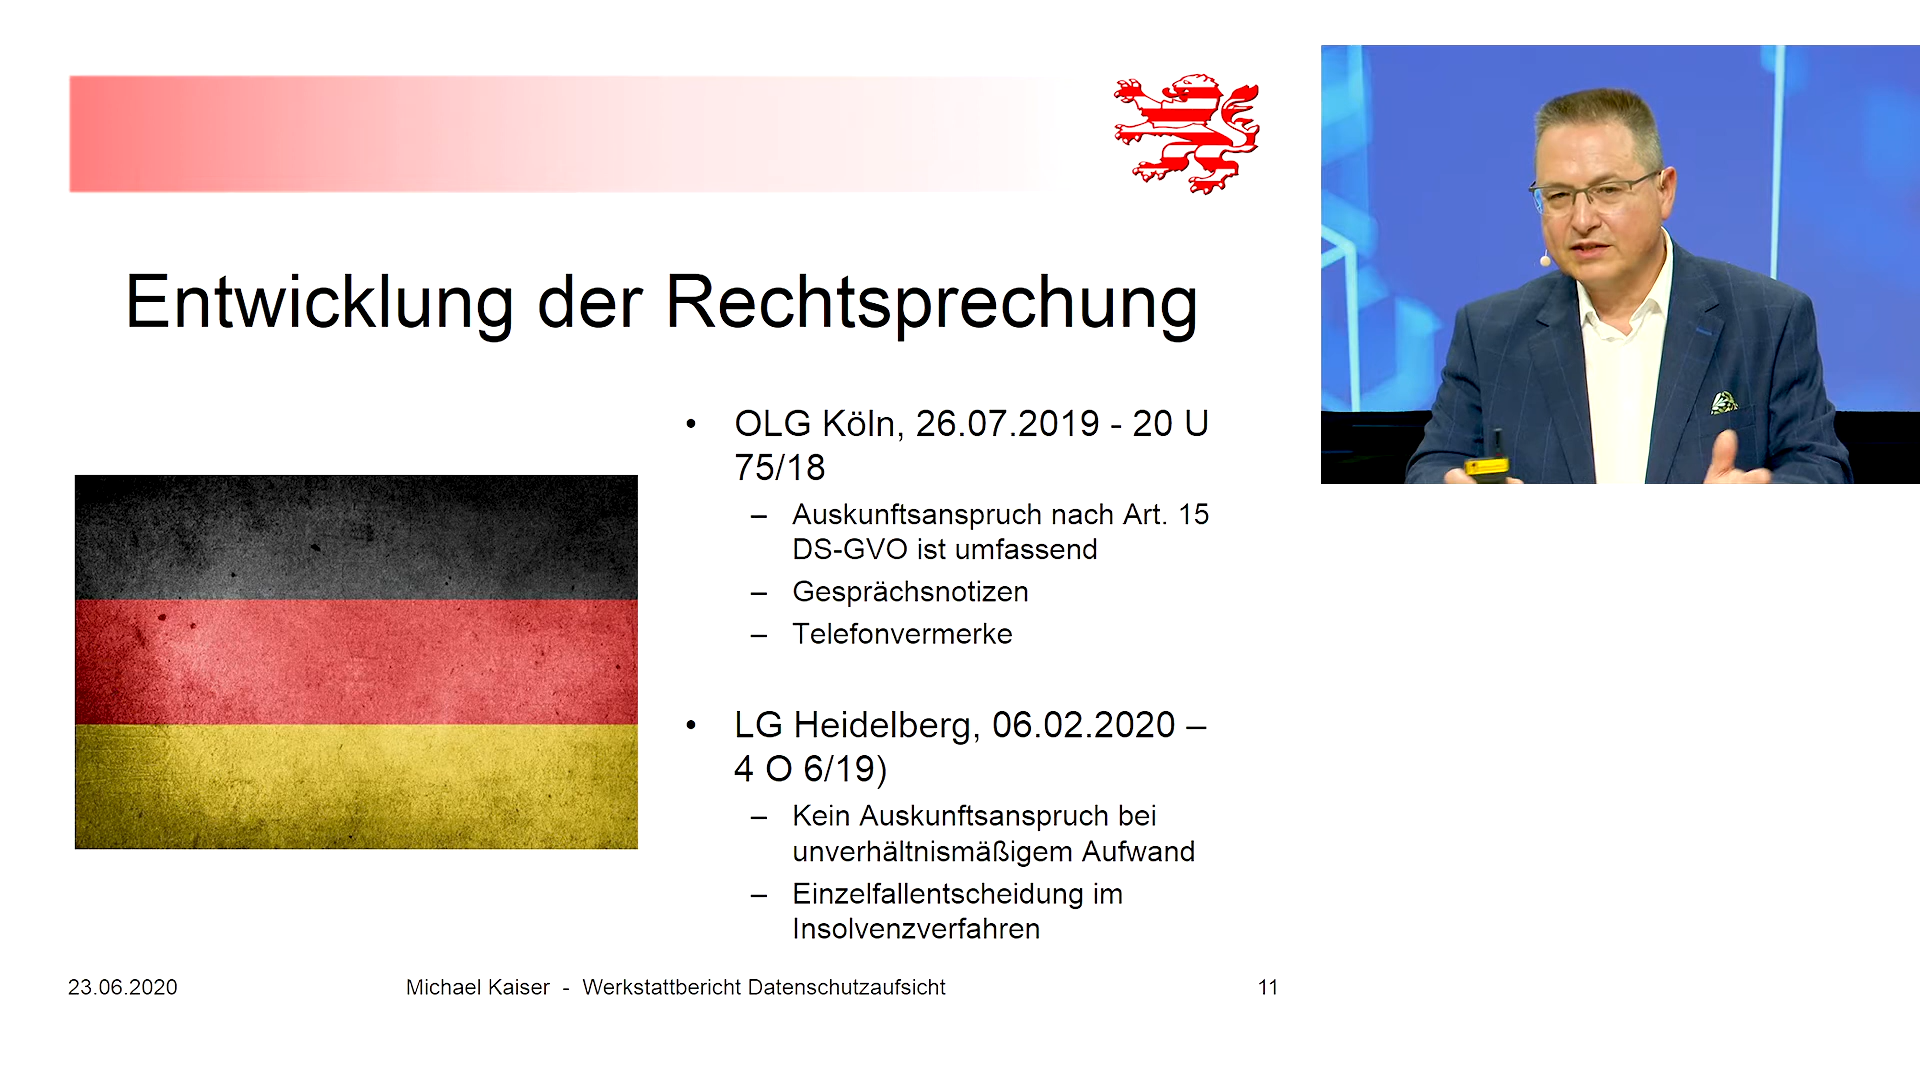 Entwicklung der Rechtsprechung
• OLG Köln, 26.07.2019 - 20 U
75/18
– Auskunftsanspruch nach Art. 15
DS-GVO ist umfassend
– Gesprächsnotizen
– Telefonvermerke
• LG Heidelberg, 06.02.2020 –
4 O 6/19)
– Kein Auskunftsanspruch bei
unverhältnismäßigem Aufwand
– Einzelfallentscheidung im
Insolvenzverfahren
23.06.2020
Michael Kaiser - Werkstattbericht Datenschutzaufsicht
11